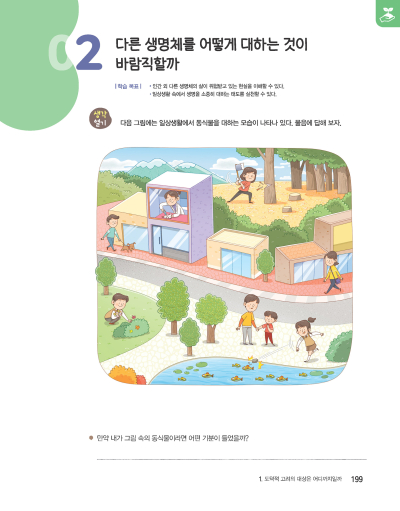 02 다른 생명체를 어떻게 대하는 것이
바람직할까
| 학습 목표 | • 인간 외 다른 생명체의 삶이 위협받고 있는 현실을 이해할 수 있다.
• 일상생활 속에서 생명을 소중히 대하는 태도를 실천할 수 있다.
생각
열기
다음 그림에는 일상생활에서 동식물을 대하는 모습이 나타나 있다. 물음에 답해 보자.
만약 내가 그림 속의 동식물이라면 어떤 기분이 들었을까?
1. 도덕적 고려의 대상은 어디까지일까 199